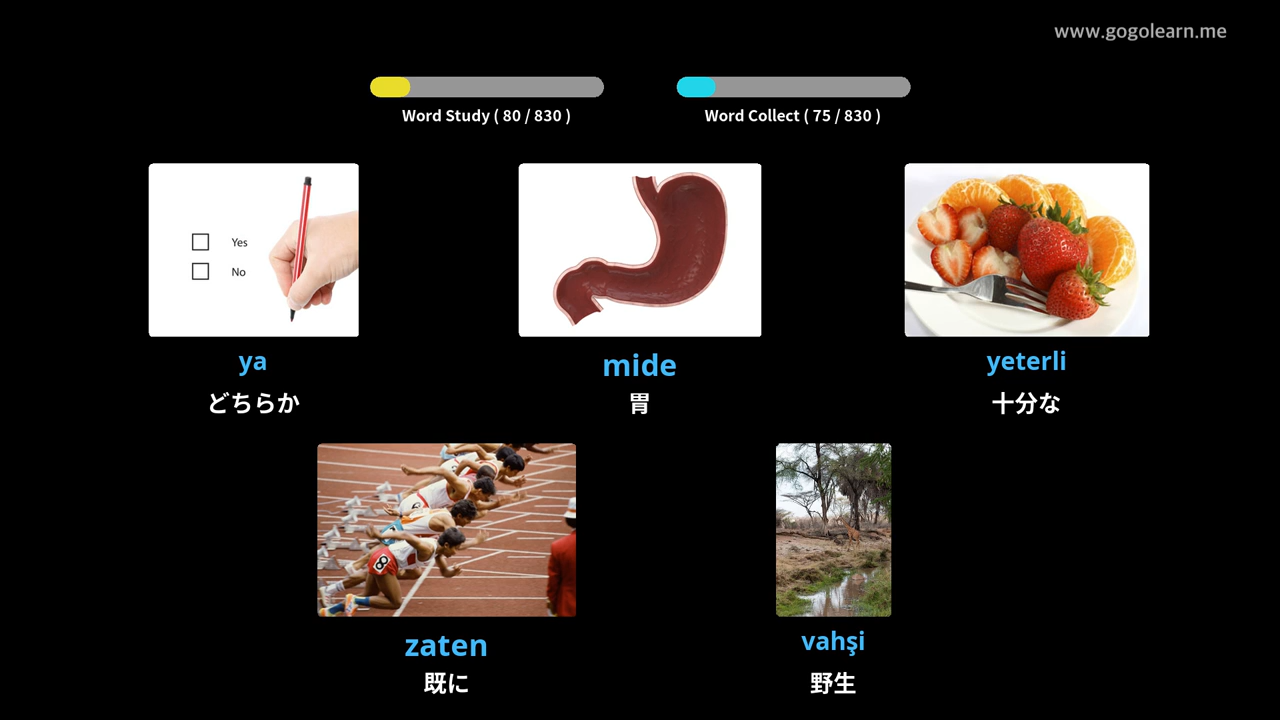 www.gogolearn.me
Word Study ( 80 / 830 )
Word Collect ( 75 / 830 )
Yes
No
ya
どちらか
mide
胃
yeterli
十分な
8
zaten
既に
vahşi
野生